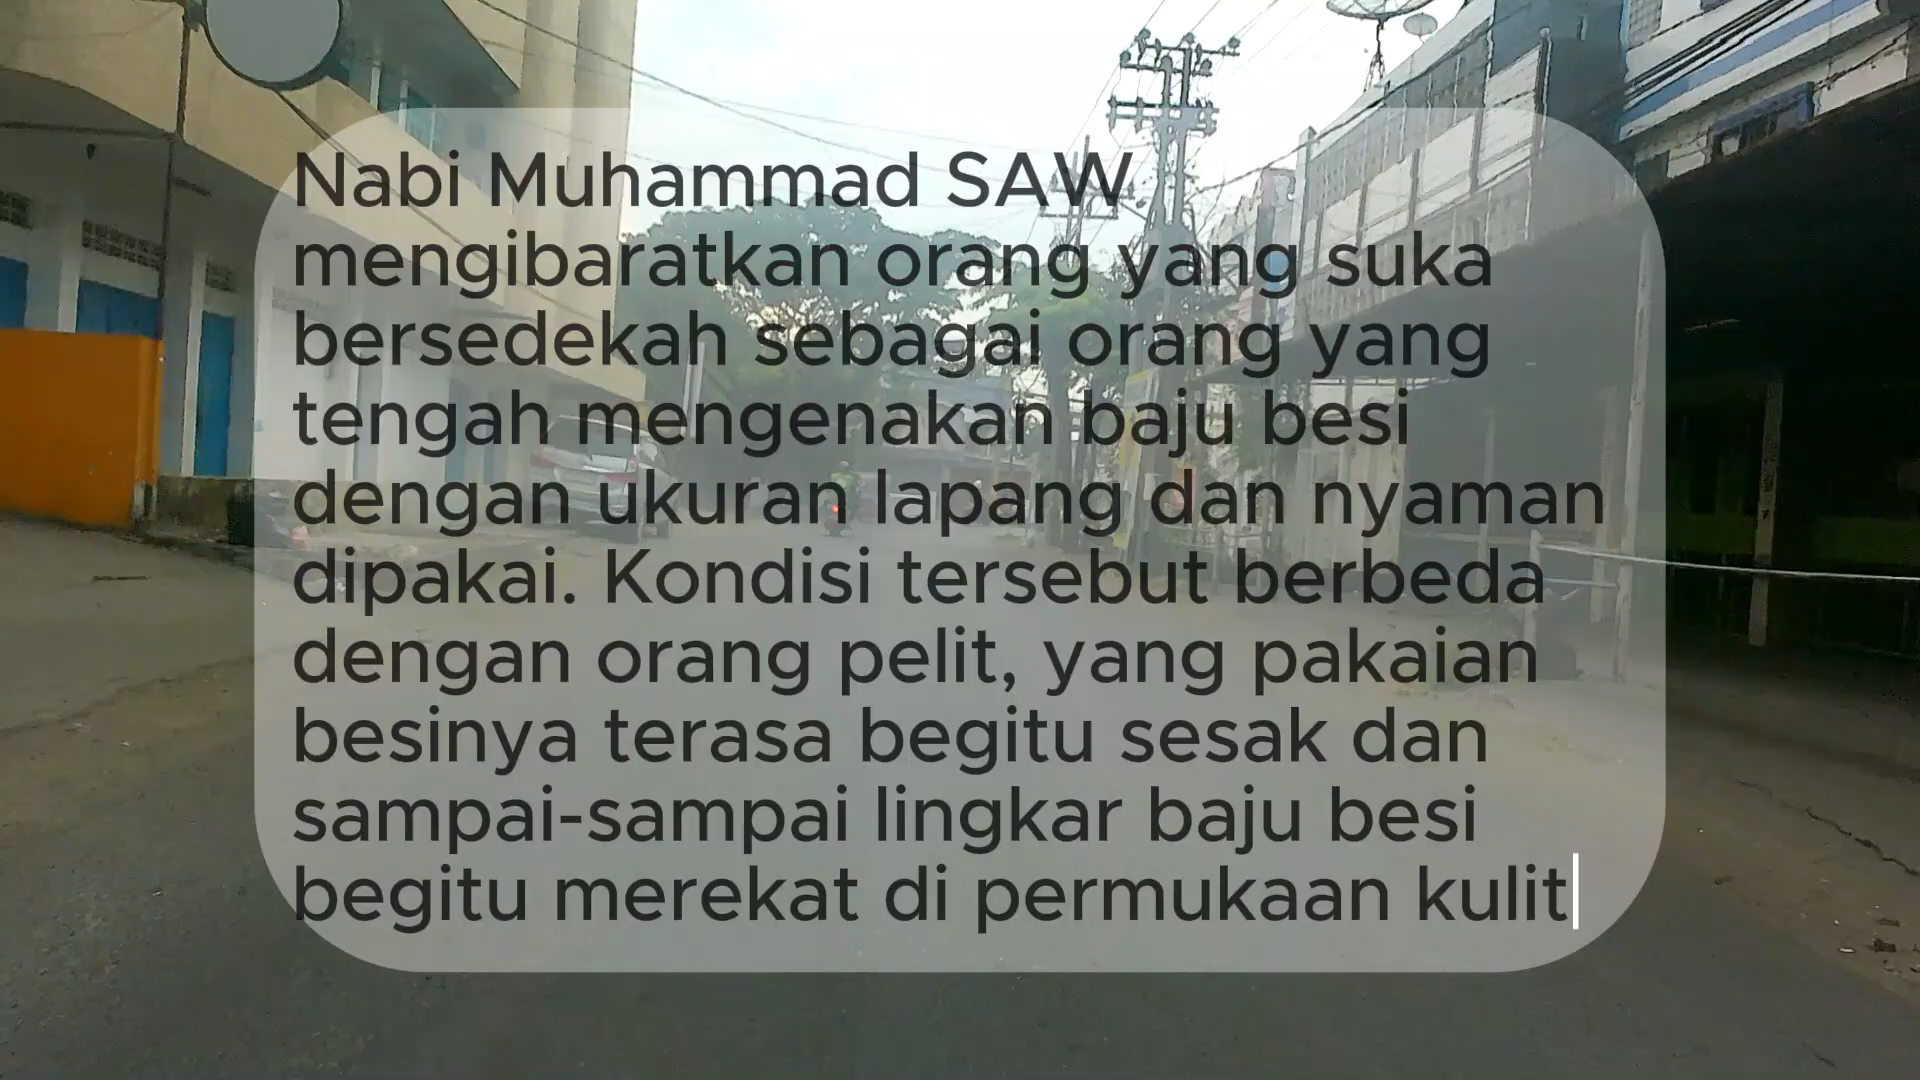 Nabi Muhammad SAW
mengibaratkan orang yang suka
bersedekah sebagai orang yang
tengah mengenakan baju besi
dengan ukuran lapang dan nyaman
dipakai. Kondisi tersebut berbeda
dengan orang pelit, yang pakaian
besinya terasa begitu sesak dan
sampai-sampai lingkar baju besi
begitu merekat di permukaan kulit